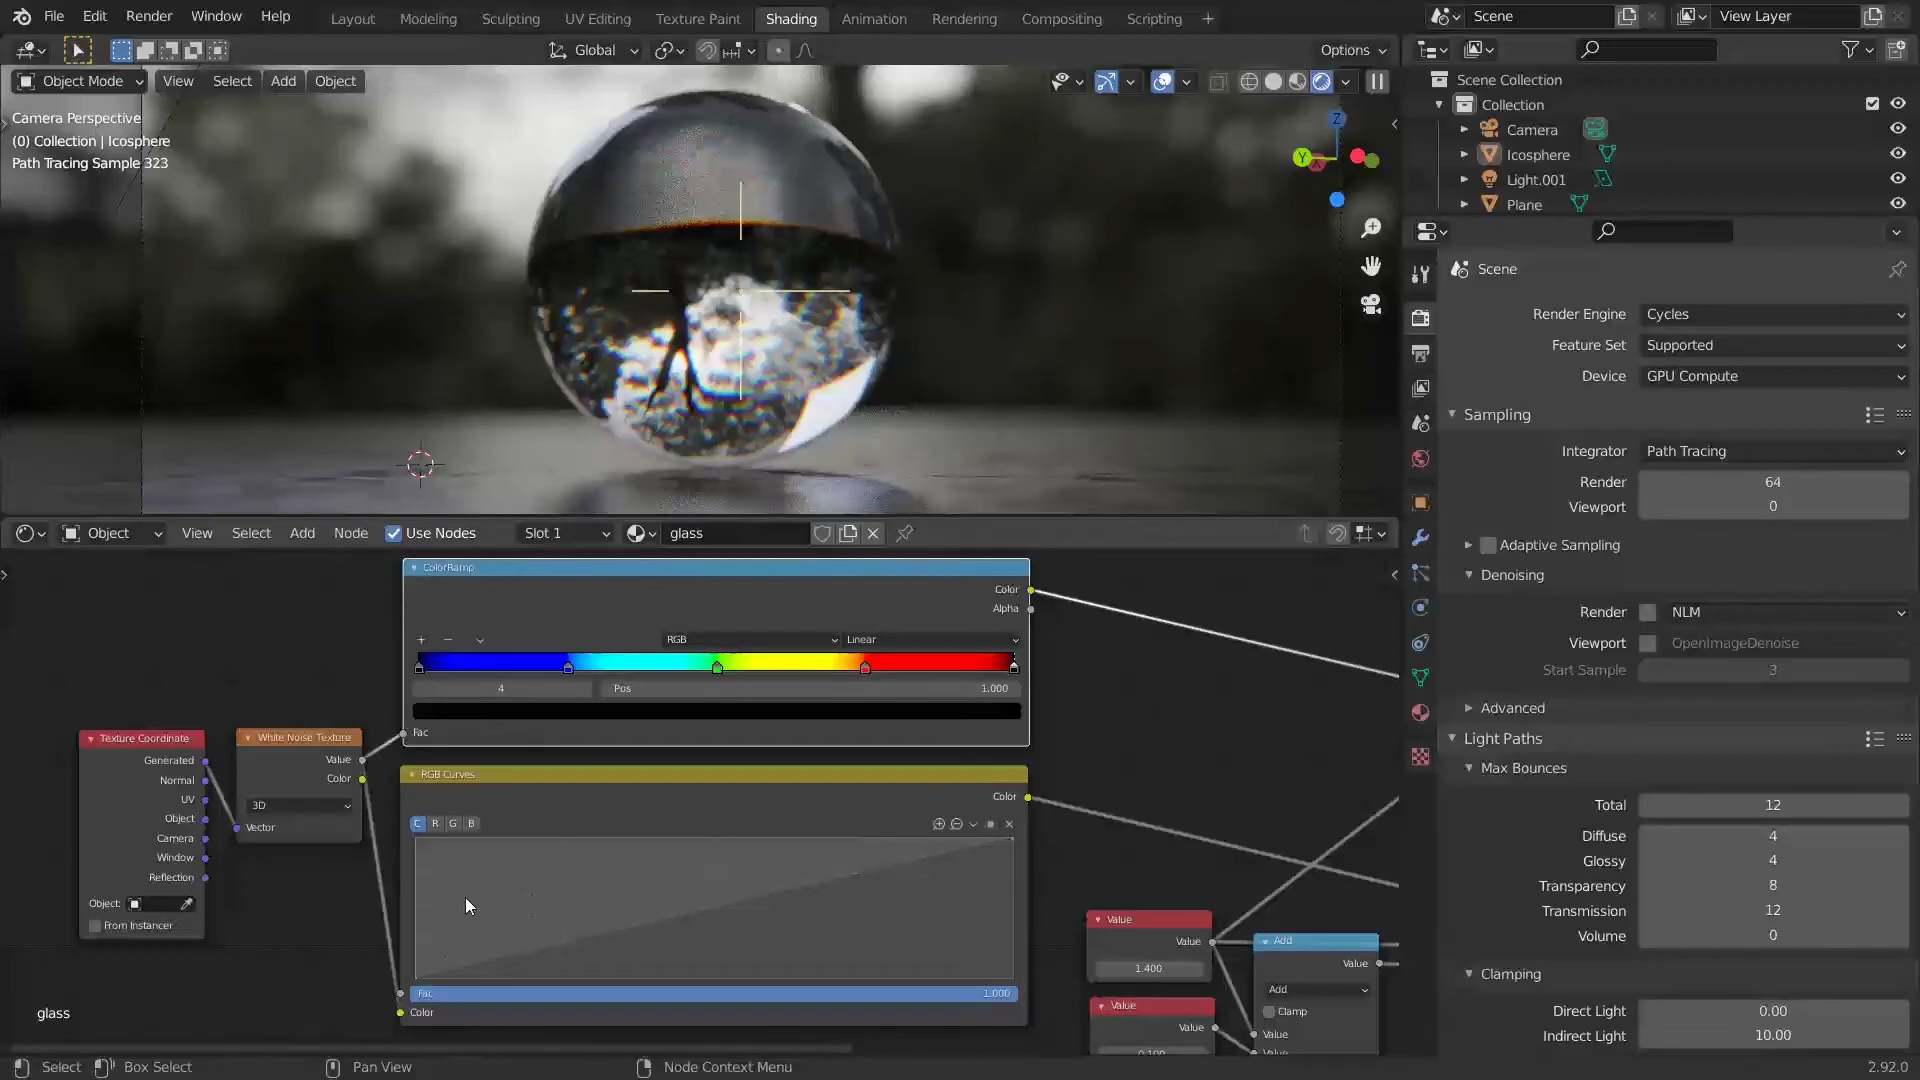 File Edit Render Window Help Layout Modeling Sculpting UV Editing Texture Paint Shading Animation Rendering Compositing Scripting + Scene View Layer
Global Options
Object Mode View Select Add Object
Camera Perspective
(0) Collection | Icosphere
Path Tracing Sample 323
Z
Y
X
Scene Collection
Collection
Camera
Icosphere
Light.001
Plane
Scene
Render Engine Cycles
Feature Set Supported
Device GPU Compute
Sampling
Integrator Path Tracing
Render 64
Viewport 0
Adaptive Sampling
Denoising
Render NLM
Viewport OpenImageDenoise
Start Sample 3
Advanced
Light Paths
Max Bounces
Total 12
Diffuse 4
Glossy 4
Transparency 8
Transmission 12
Volume 0
Clamping
Direct Light 0.00
Indirect Light 10.00
Object View Select Add Node Use Nodes Slot 1 glass
ColorRamp
Color
Alpha
+ − RGB Linear
4 Pos 1.000
Fac
Texture Coordinate
Generated
Normal
UV
Object
Camera
Window
Reflection
Object:
From Instancer
White Noise Texture
Value
Color
3D
Vector
RGB Curves
Color
C R G B
Fac 1.000
Color
Value
Value
1.400
Value
Value
0.100
Add
Value
Add
Clamp
Value
Value
glass
Select Box Select Pan View Node Context Menu 2.92.0